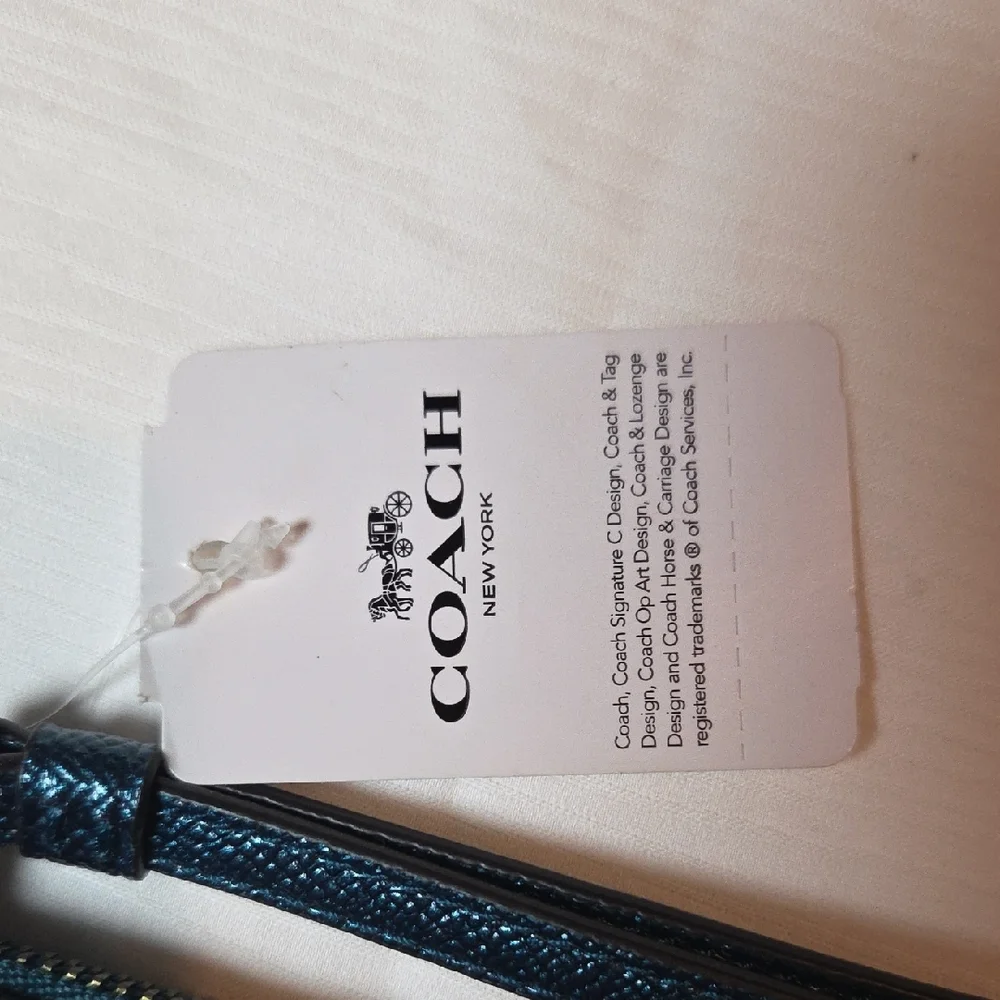 COACH
NEW YORK
Coach, Coach Signature C Design, Coach & Tag
Design, Coach Op Art Design, Coach & Lozenge
Design and Coach Horse & Carriage Design are
registered trademarks ® of Coach Services, Inc.